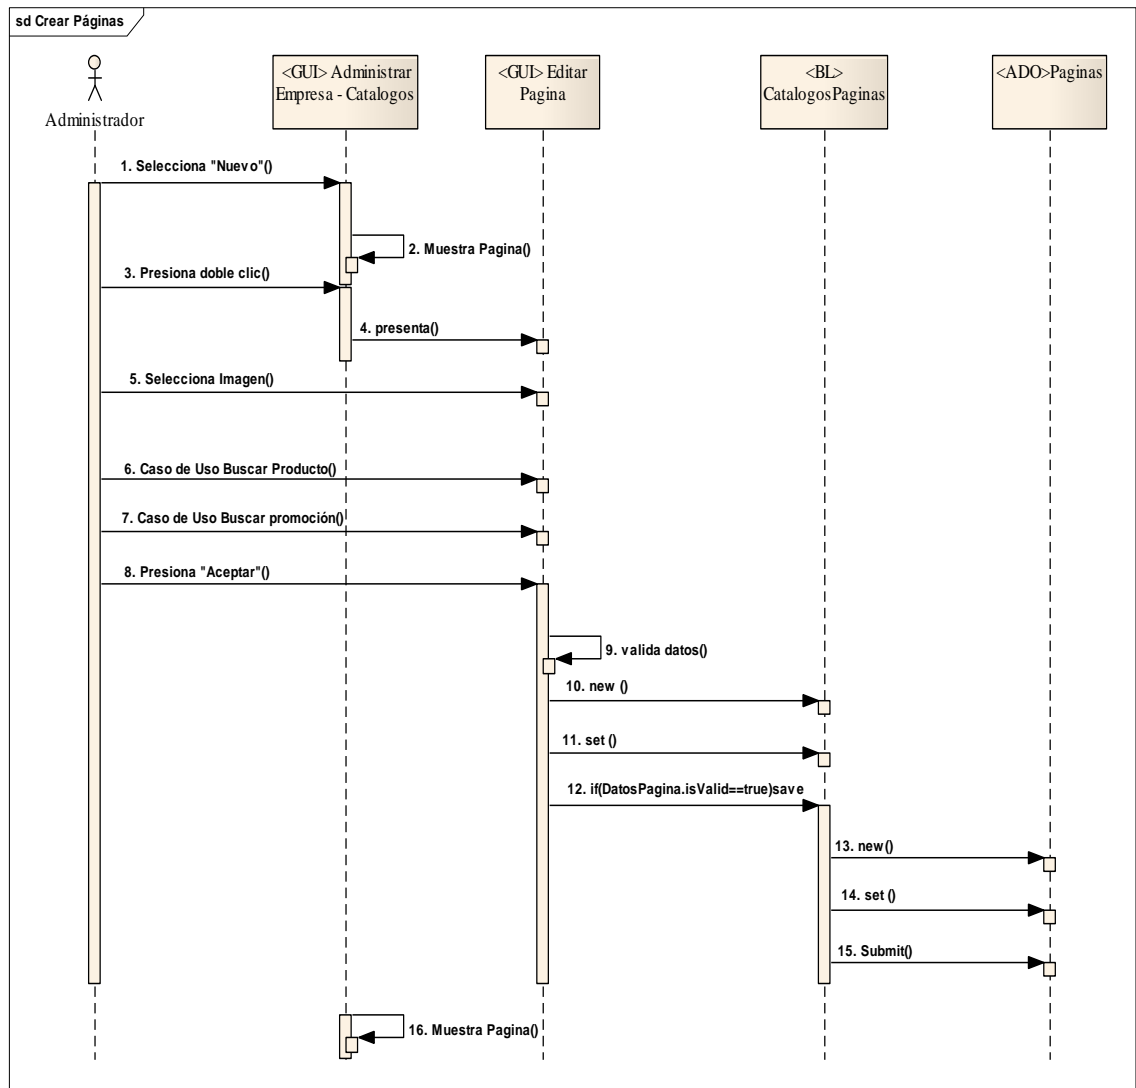 sd Crear Páginas
<GUI> Administrar
Empresa - Catalogos
<GUI> Editar
Pagina
<BL>
CatalogosPaginas
<ADO>Paginas
Administrador
1. Selecciona "Nuevo"()
2. Muestra Pagina()
3. Presiona doble clic()
4. presenta()
5. Selecciona Imagen()
6. Caso de Uso Buscar Producto()
7. Caso de Uso Buscar promoción()
8. Presiona "Aceptar"()
9. valida datos()
10. new ()
11. set ()
12. if(DatosPagina.isValid==true)save
13. new()
14. set ()
15. Submit()
16. Muestra Pagina()